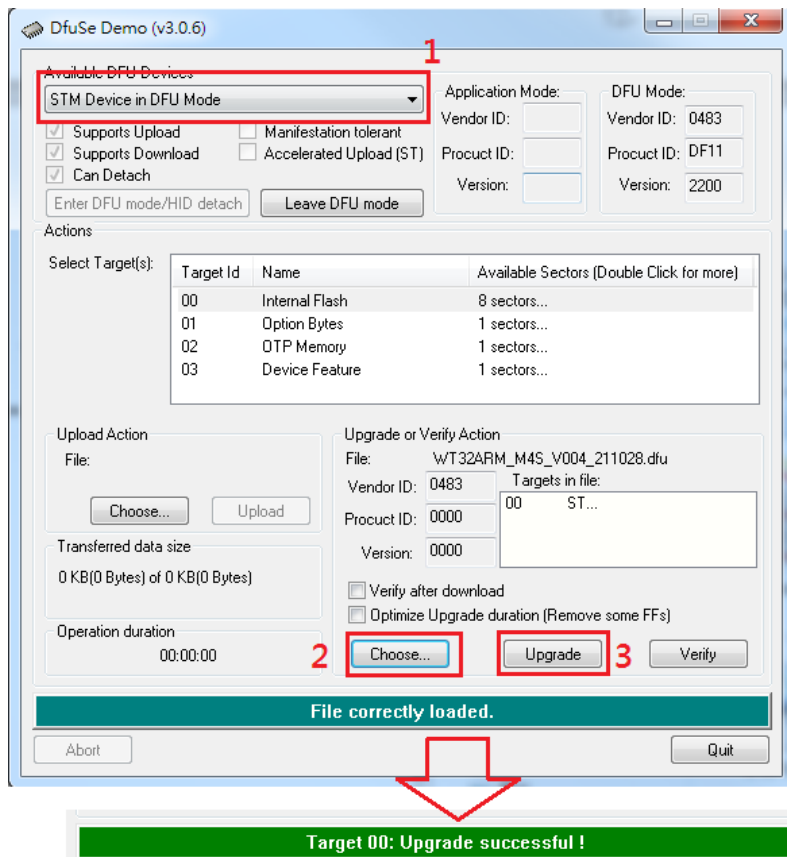 DfuSe Demo (v3.0.6)
1
Available DFU Devices
STM Device in DFU Mode
Supports Upload
Manifestation tolerant
Supports Download
Accelerated Upload (ST)
Can Detach
Enter DFU mode/HID detach
Leave DFU mode
Application Mode:
Vendor ID:
Procuct ID:
Version:
DFU Mode:
Vendor ID: 0483
Procuct ID: DF11
Version: 2200
Actions
Select Target(s):
Target Id Name Available Sectors (Double Click for more)
00 Internal Flash 8 sectors...
01 Option Bytes 1 sectors...
02 OTP Memory 1 sectors...
03 Device Feature 1 sectors...
Upload Action
File:
Choose...
Upload
Transferred data size
0 KB(0 Bytes) of 0 KB(0 Bytes)
Operation duration
00:00:00
Upgrade or Verify Action
File: WT32ARM_M4S_V004_211028.dfu
Vendor ID: 0483
Procuct ID: 0000
Version: 0000
Targets in file:
00 ST...
Verify after download
Optimize Upgrade duration (Remove some FFs)
2
Choose...
Upgrade
3
Verify
File correctly loaded.
Abort
Quit
Target 00: Upgrade successful !